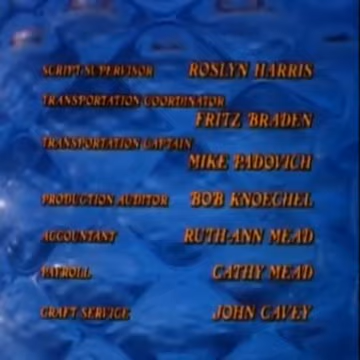 SCRIPT SUPERVISOR ROSLYN HARRIS
TRANSPORTATION COORDINATOR
FRITZ BRADEN
TRANSPORTATION CAPTAIN
MIKE PADOVICH
PRODUCTION AUDITOR BOB KNOECHEL
ACCOUNTANT RUTH-ANN MEAD
PAYROLL CATHY MEAD
CRAFT SERVICE JOHN CAVEY